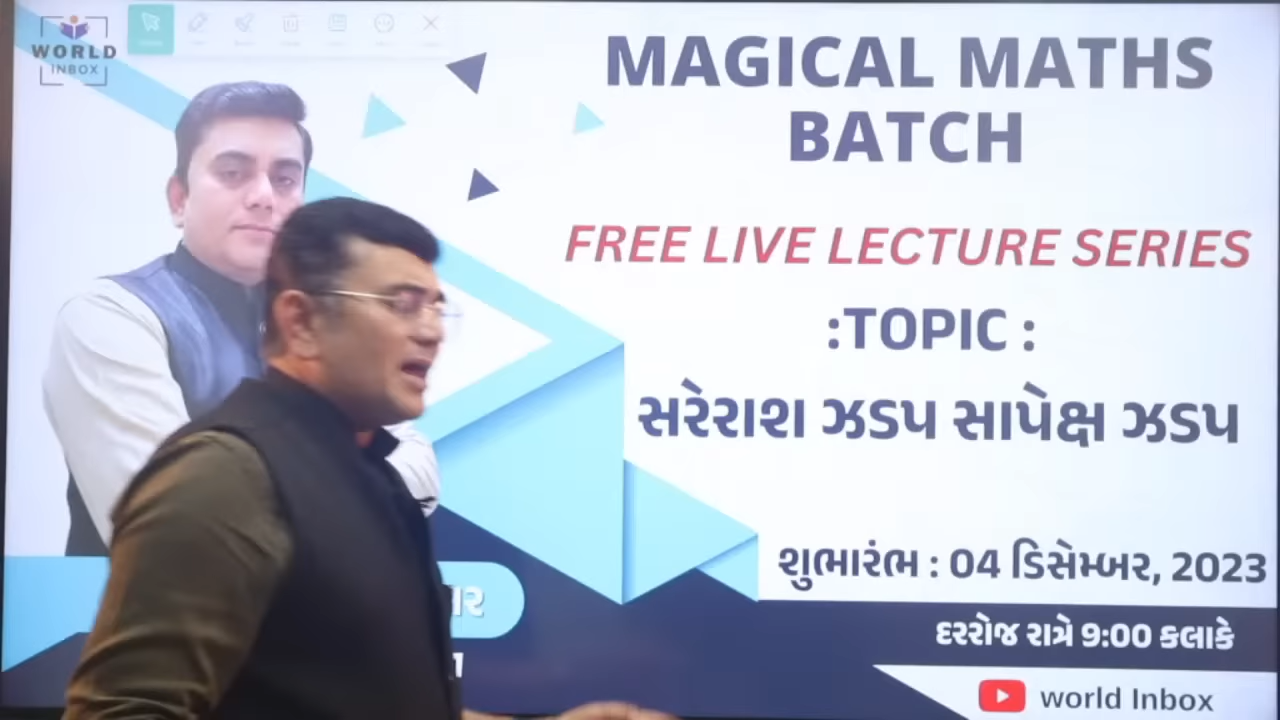 WORLD
INBOX
MAGICAL MATHS
BATCH
FREE LIVE LECTURE SERIES
:TOPIC :
સરેરાશ ઝડપ સાપેક્ષ ઝડપ
શુભારંભ : 04 ડિસેમ્બર, 2023
દરરોજ રાત્રે 9:00 કલાકે
world Inbox